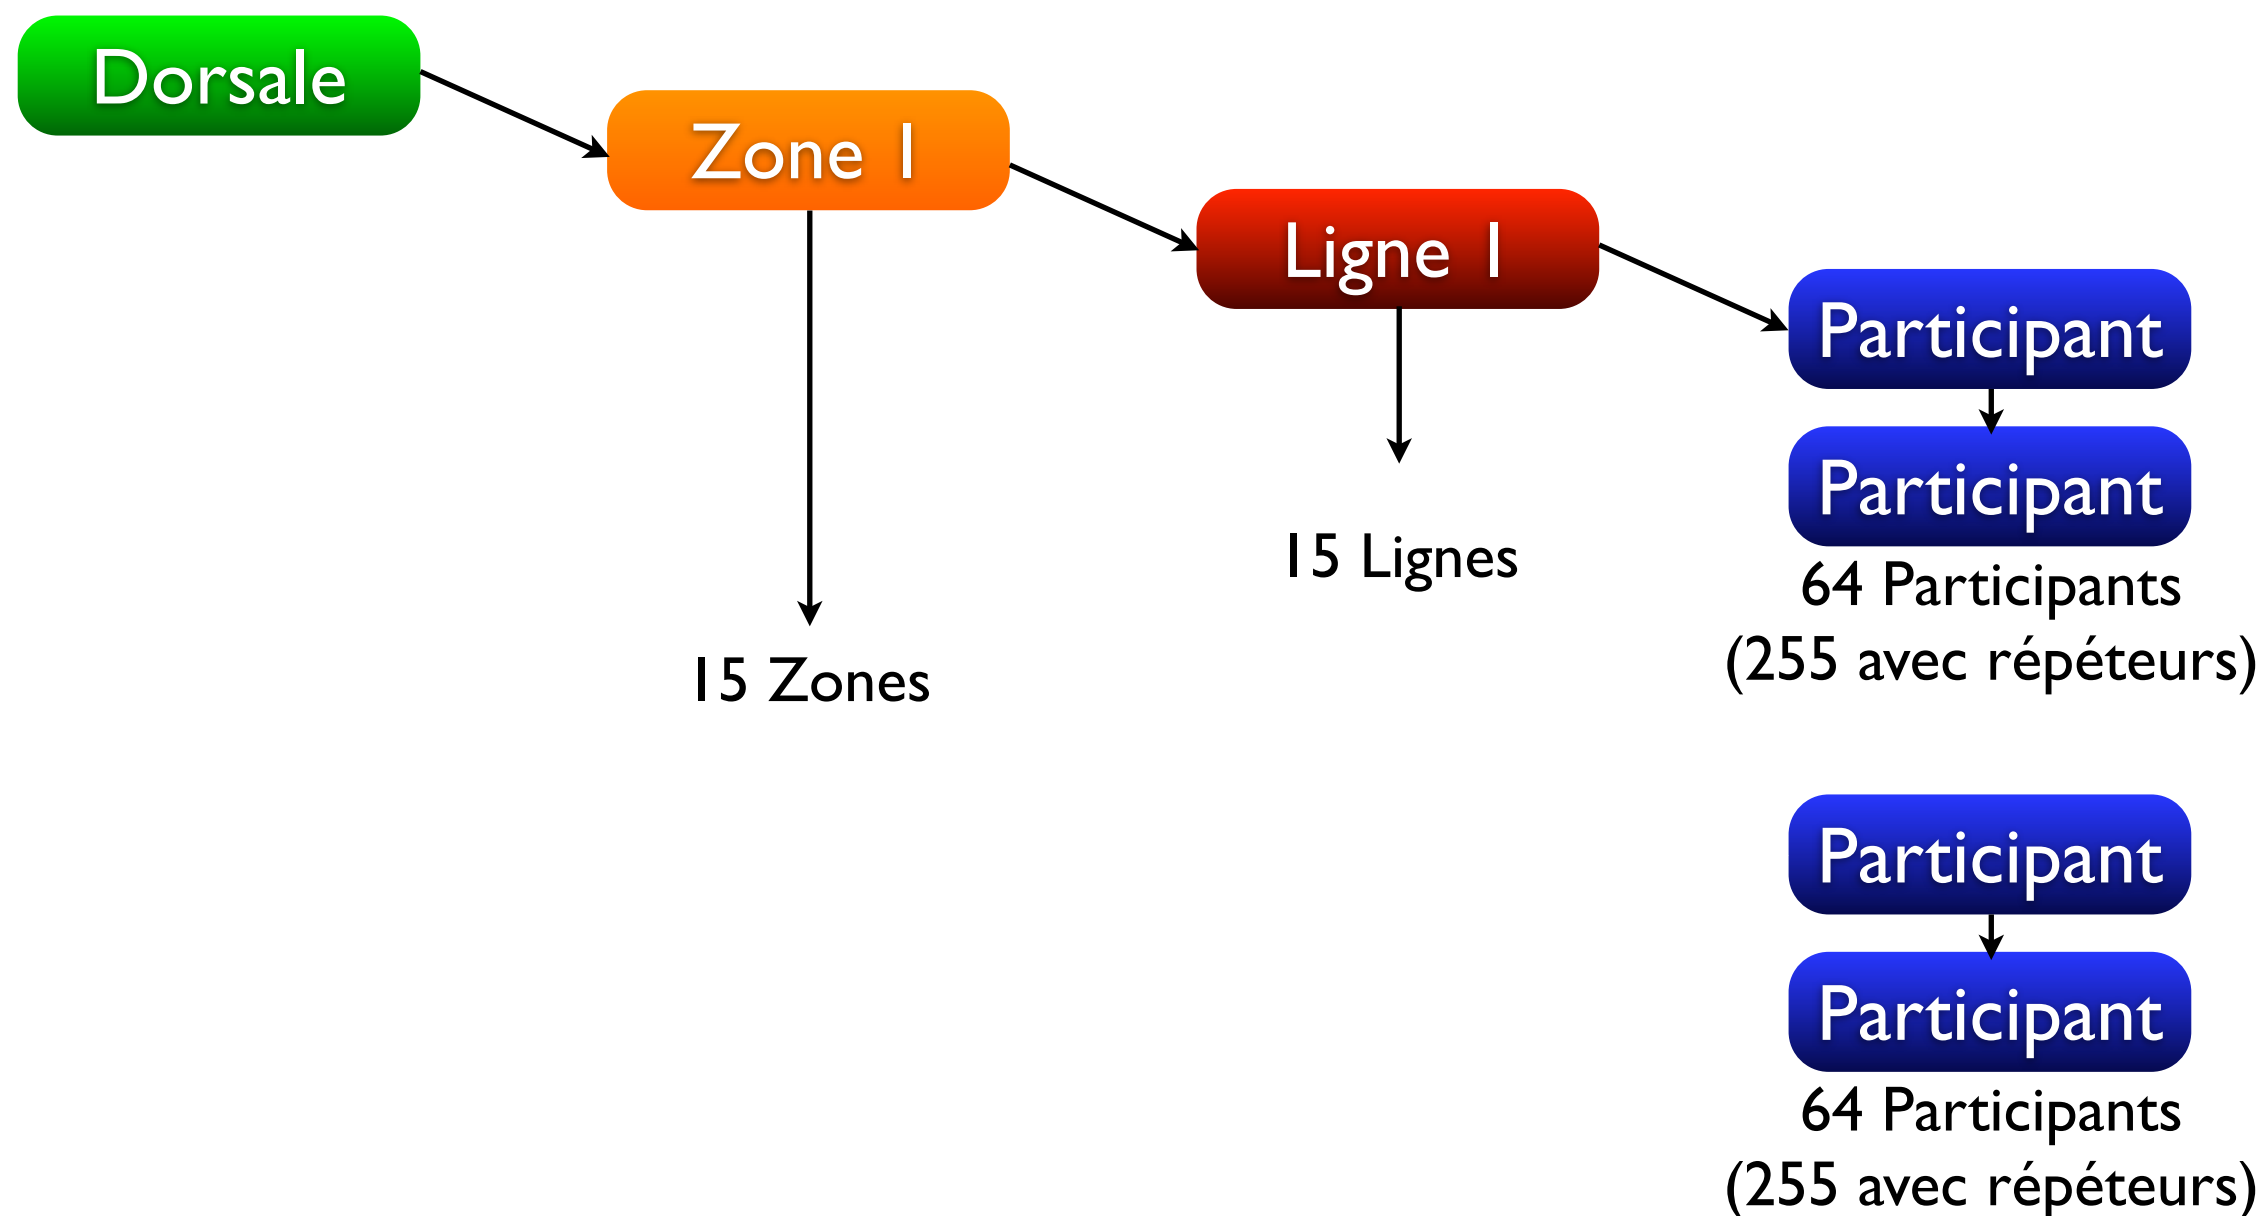 Dorsale
Zone 1
Ligne 1
Participant
Participant
15 Lignes
64 Participants
(255 avec répéteurs)
15 Zones
Participant
Participant
64 Participants
(255 avec répéteurs)